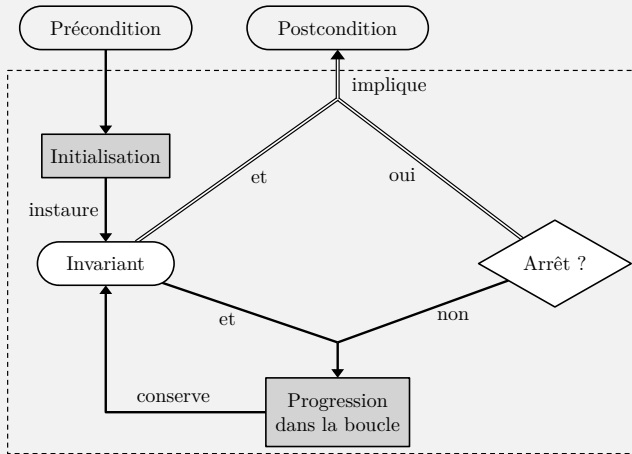 Précondition
Postcondition
implique
Initialisation
et
oui
instaure
Invariant
Arrêt ?
et
non
conserve
Progression
dans la boucle